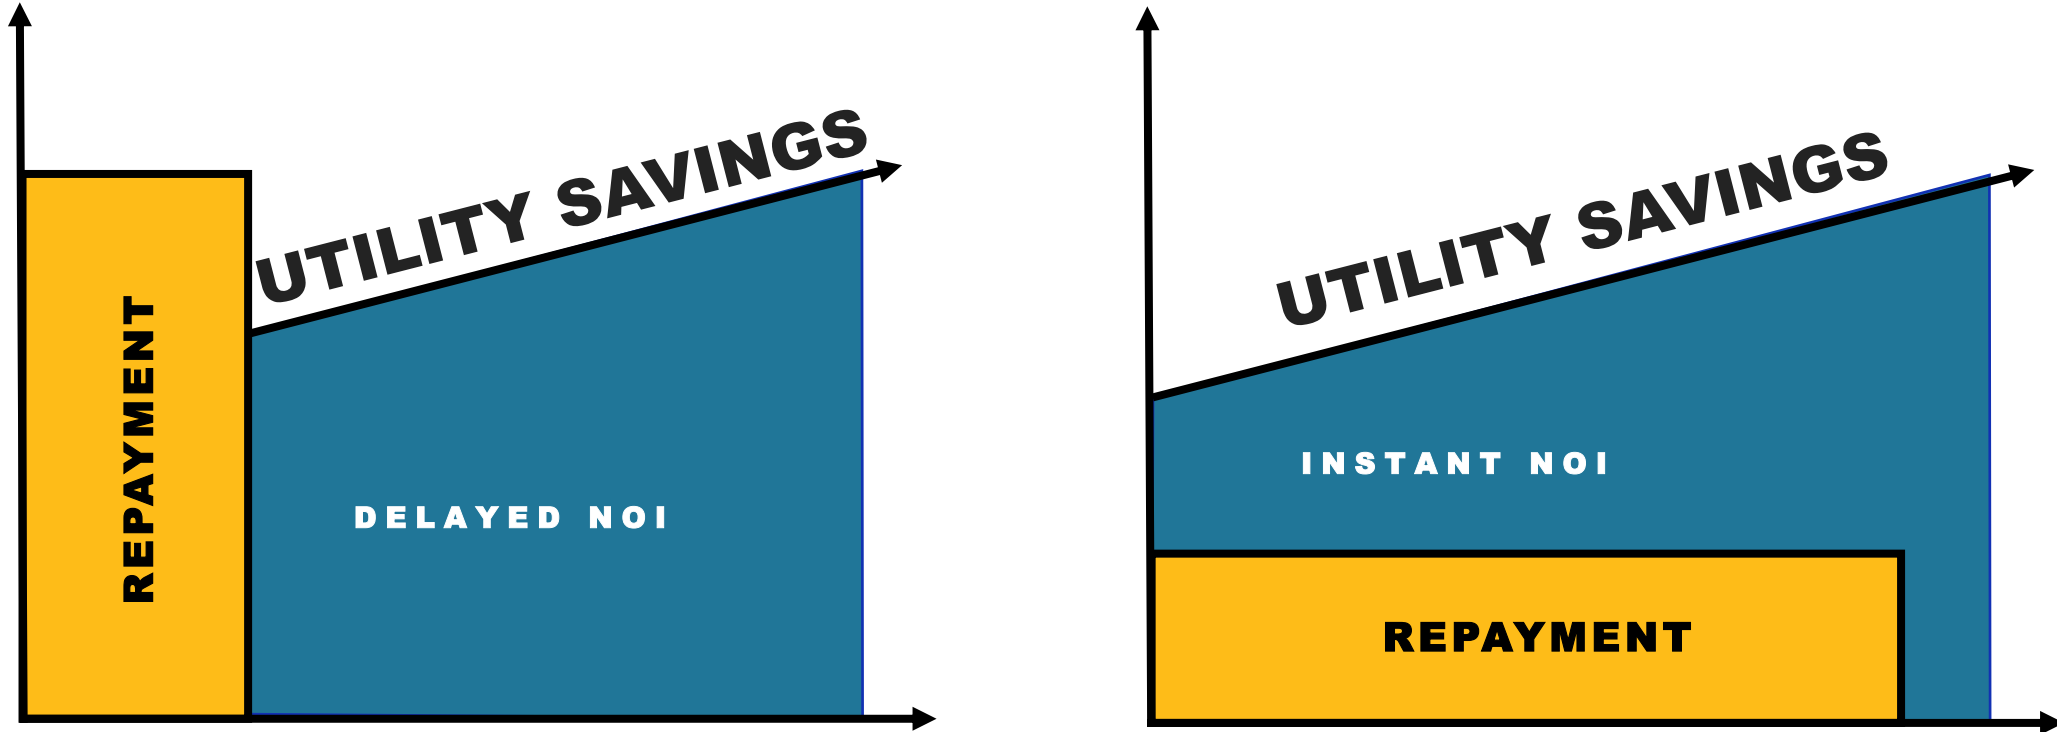 REPAYMENT
UTILITY SAVINGS
DELAYED NOI
UTILITY SAVINGS
INSTANT NOI
REPAYMENT